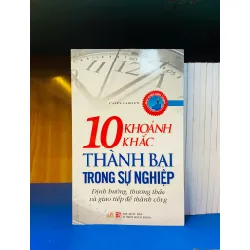 10 KHOẢNH
KHẮC
THÀNH BẠI
TRONG SỰ NGHIỆP
Định hướng, thương thảo
và giao tiếp để thành công